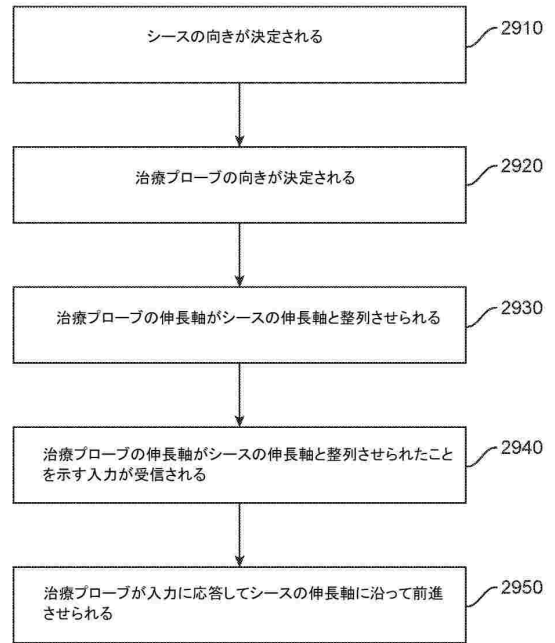 シースの向きが決定される
2910
治療プローブの向きが決定される
2920
治療プローブの伸長軸がシースの伸長軸と整列させられる
2930
治療プローブの伸長軸がシースの伸長軸と整列させられたこと
を示す入力が受信される
2940
治療プローブが入力に応答してシースの伸長軸に沿って前進
させられる
2950